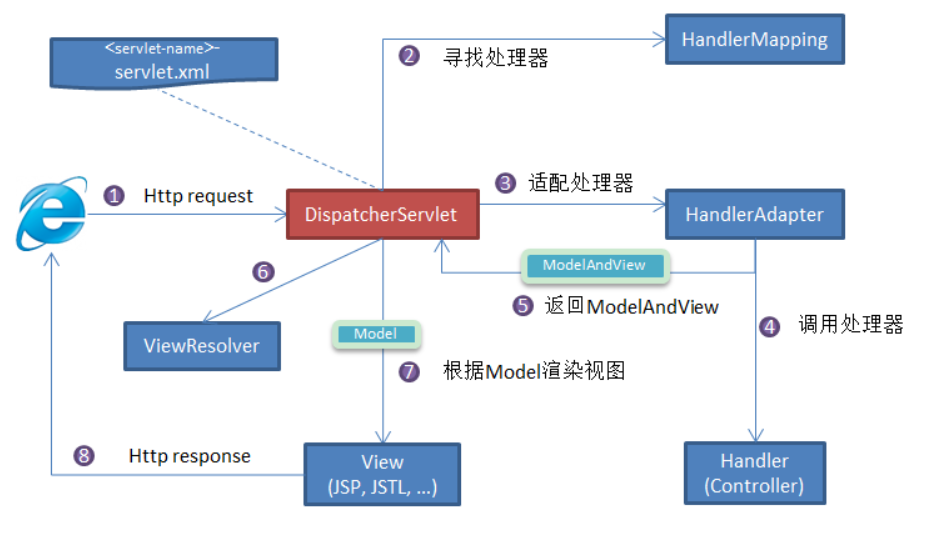 <servlet-name>-
servlet.xml
2 寻找处理器
HandlerMapping
1 Http request
DispatcherServlet
3 适配处理器
HandlerAdapter
ModelAndView
5 返回ModelAndView
4 调用处理器
6
ViewResolver
Model
7 根据Model渲染视图
8 Http response
View
(JSP, JSTL, ...)
Handler
(Controller)